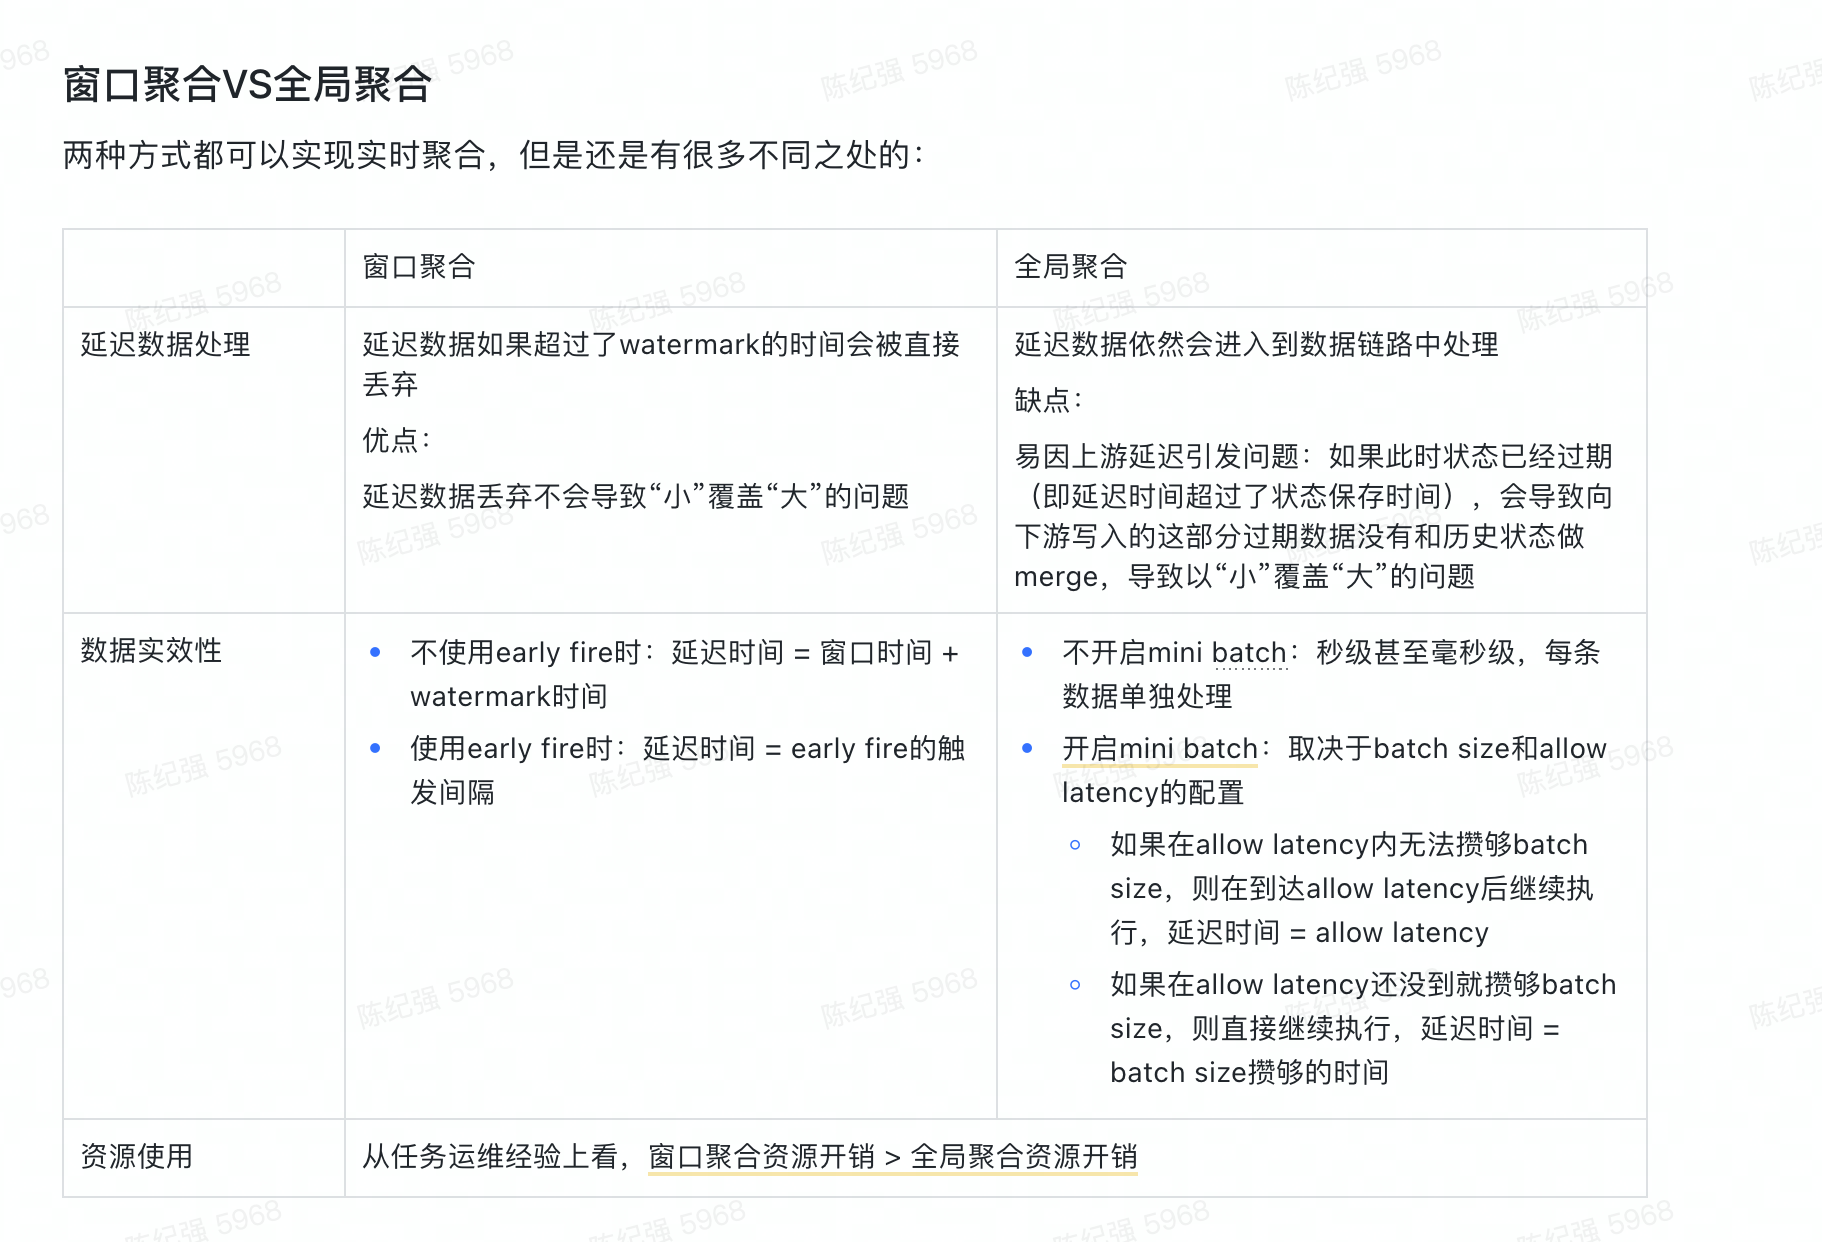 窗口聚合VS全局聚合
两种方式都可以实现实时聚合，但是还是有很多不同之处的：
窗口聚合
全局聚合
延迟数据处理
延迟数据如果超过了watermark的时间会被直接
丢弃
优点：
延迟数据丢弃不会导致“小”覆盖“大”的问题
延迟数据依然会进入到数据链路中处理
缺点：
易因上游延迟引发问题：如果此时状态已经过期
（即延迟时间超过了状态保存时间），会导致向
下游写入的这部分过期数据没有和历史状态做
merge，导致以“小”覆盖“大”的问题
数据实效性
不使用early fire时：延迟时间 = 窗口时间 +
watermark时间
使用early fire时：延迟时间 = early fire的触
发间隔
不开启mini batch：秒级甚至毫秒级，每条
数据单独处理
开启mini batch：取决于batch size和allow
latency的配置
如果在allow latency内无法攒够batch
size，则在到达allow latency后继续执
行，延迟时间 = allow latency
如果在allow latency还没到就攒够batch
size，则直接继续执行，延迟时间 =
batch size攒够的时间
资源使用
从任务运维经验上看，窗口聚合资源开销 > 全局聚合资源开销
陈纪强 5968